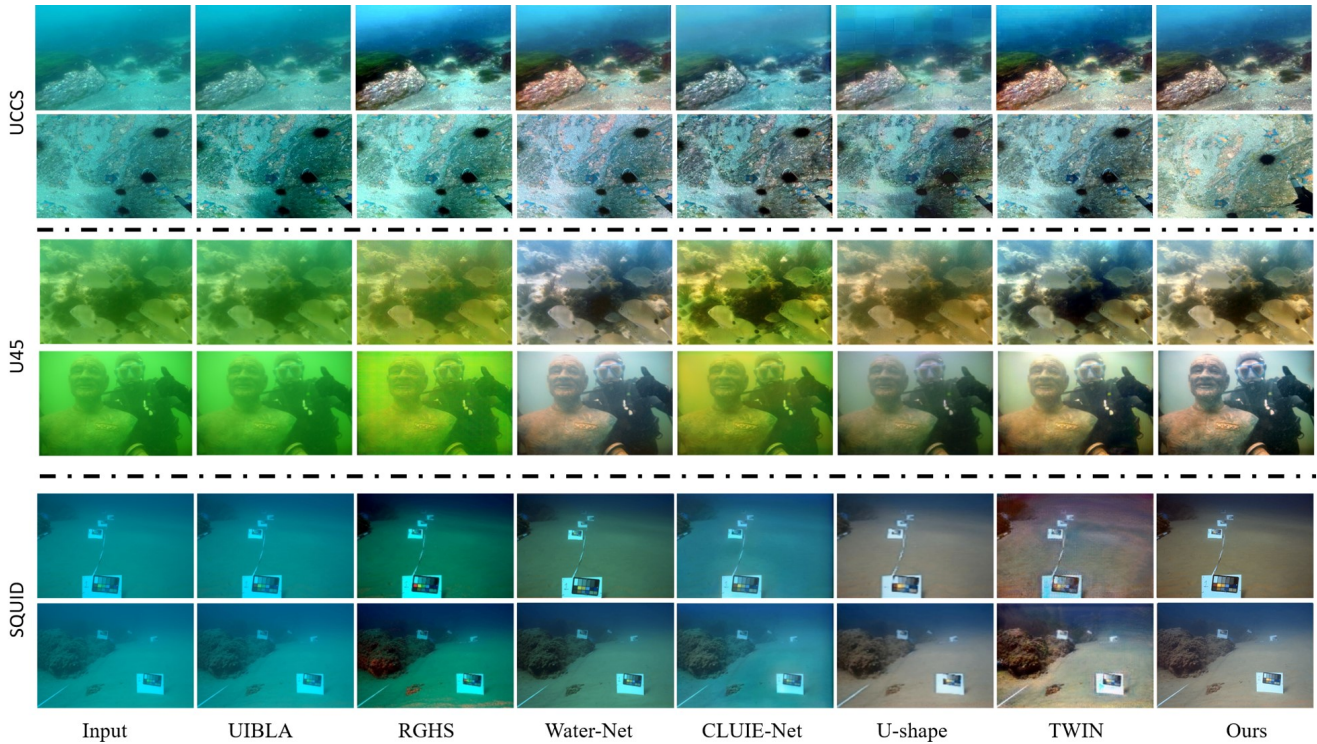 UCCS
U45
SQUID
Input UIBLA RGHS Water-Net CLUIE-Net U-shape TWIN Ours